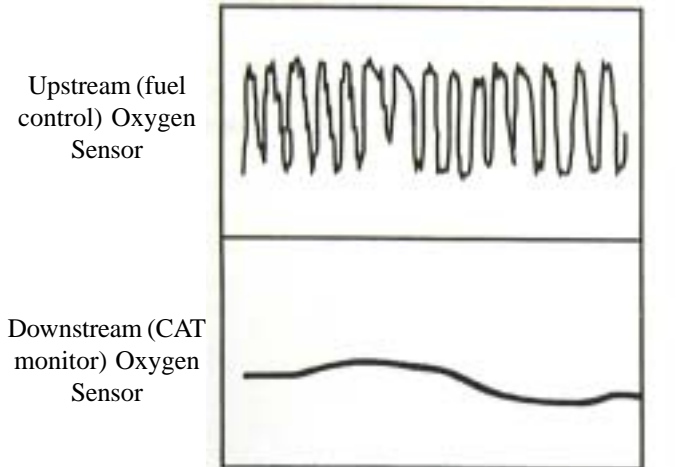 Upstream (fuel
control) Oxygen
Sensor
Downstream (CAT
monitor) Oxygen
Sensor